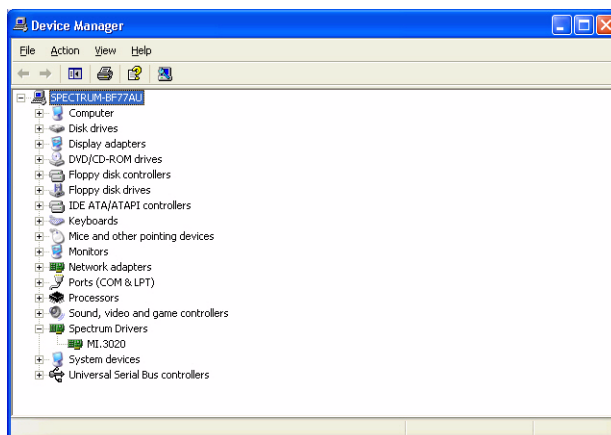 Device Manager
File Action View Help
SPECTRUM-BF77AU
Computer
Disk drives
Display adapters
DVD/CD-ROM drives
Floppy disk controllers
Floppy disk drives
IDE ATA/ATAPI controllers
Keyboards
Mice and other pointing devices
Monitors
Network adapters
Ports (COM & LPT)
Processors
Sound, video and game controllers
Spectrum Drivers
MI.3020
System devices
Universal Serial Bus controllers